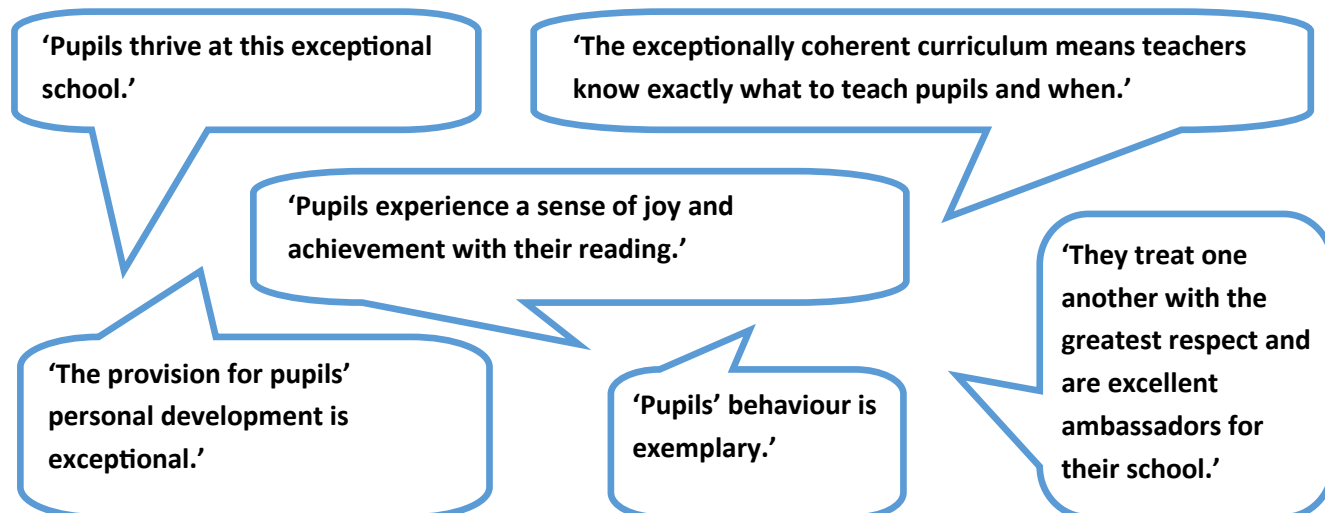 ‘Pupils thrive at this exceptional
school.’
‘The exceptionally coherent curriculum means teachers
know exactly what to teach pupils and when.’
‘Pupils experience a sense of joy and
achievement with their reading.’
‘They treat one
another with the
greatest respect and
are excellent
ambassadors for
their school.’
‘The provision for pupils’
personal development is
exceptional.’
‘Pupils’ behaviour is
exemplary.’